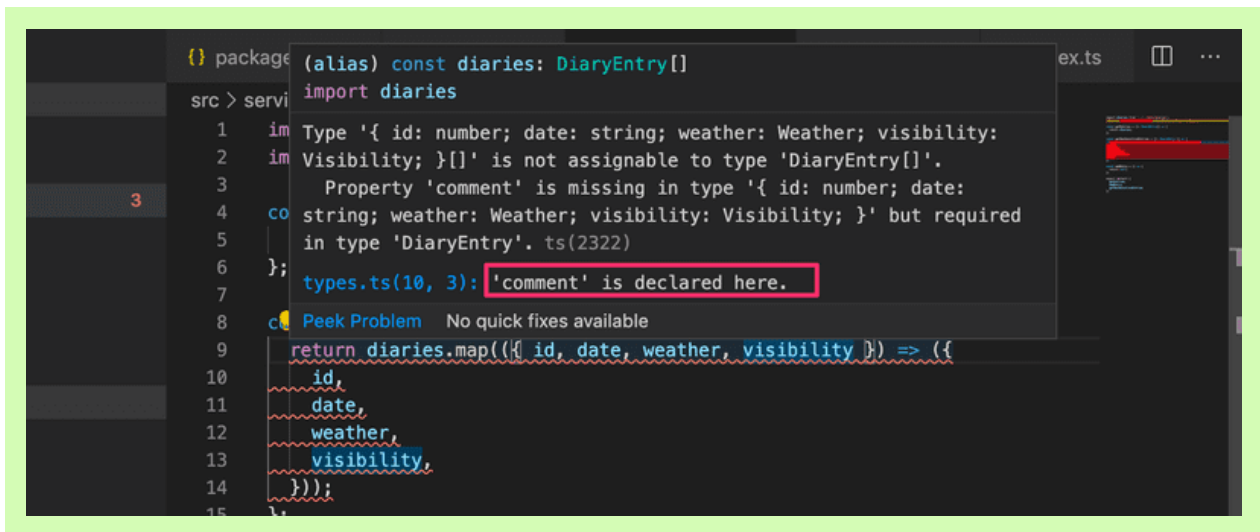 {} package
ex.ts
...
(alias) const diaries: DiaryEntry[]
import diaries
src > servi
Type '{ id: number; date: string; weather: Weather; visibility:
Visibility; }[]' is not assignable to type 'DiaryEntry[]'.
Property 'comment' is missing in type '{ id: number; date:
string; weather: Weather; visibility: Visibility; }' but required
in type 'DiaryEntry'. ts(2322)
types.ts(10, 3): 'comment' is declared here.
Peek Problem No quick fixes available
3
1 im
2 im
3
4 co
5
6 };
7
8 c
9 return diaries.map(({ id, date, weather, visibility }) => ({
10 id,
11 date,
12 weather,
13 visibility,
14 }));
15 };